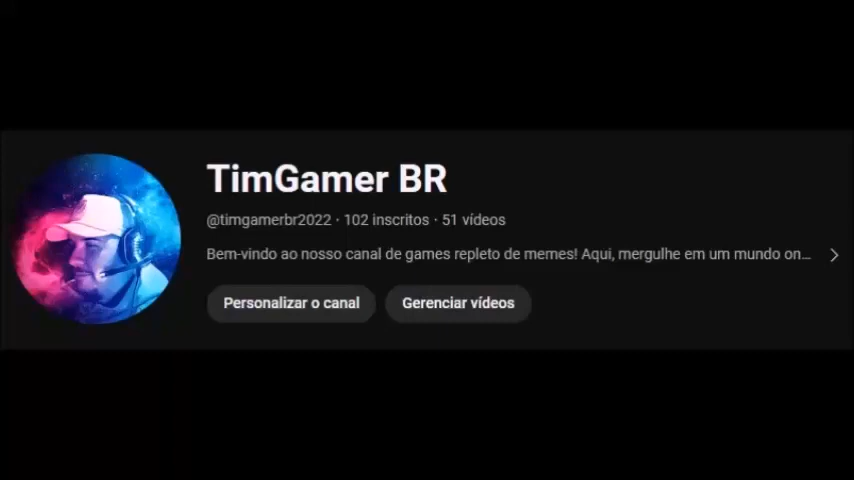 TimGamer BR
@timgamerbr2022 · 102 inscritos · 51 vídeos
Bem-vindo ao nosso canal de games repleto de memes! Aqui, mergulhe em um mundo on...
Personalizar o canal Gerenciar vídeos